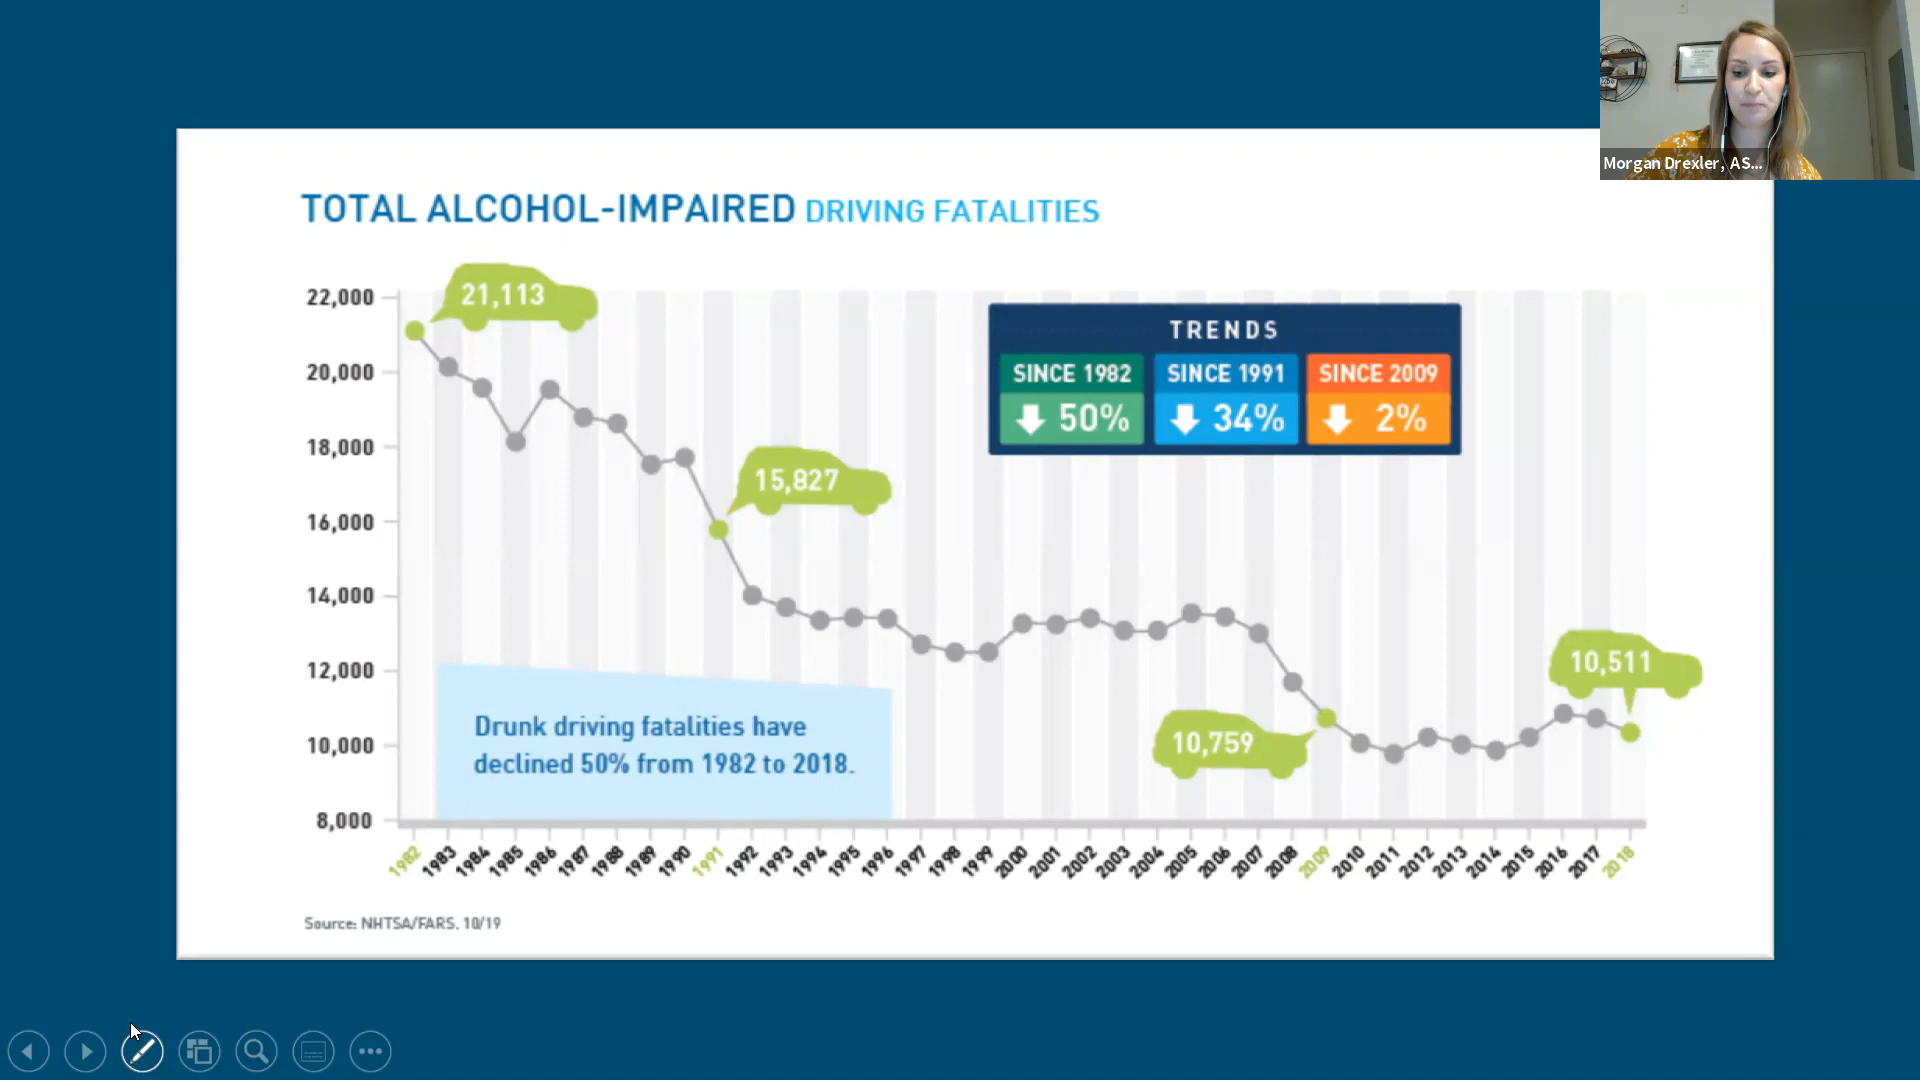 Morgan Drexler, AS...
TOTAL ALCOHOL-IMPAIRED DRIVING FATALITIES
22,000
20,000
18,000
16,000
14,000
12,000
10,000
8,000
21,113
15,827
10,759
10,511
TRENDS
SINCE 1982
50%
SINCE 1991
34%
SINCE 2009
2%
Drunk driving fatalities have
declined 50% from 1982 to 2018.
1982 1983 1984 1985 1986 1987 1988 1989 1990 1991 1992 1993 1994 1995 1996 1997 1998 1999 2000 2001 2002 2003 2004 2005 2006 2007 2008 2009 2010 2011 2012 2013 2014 2015 2016 2017 2018
Source: NHTSA/FARS. 10/19